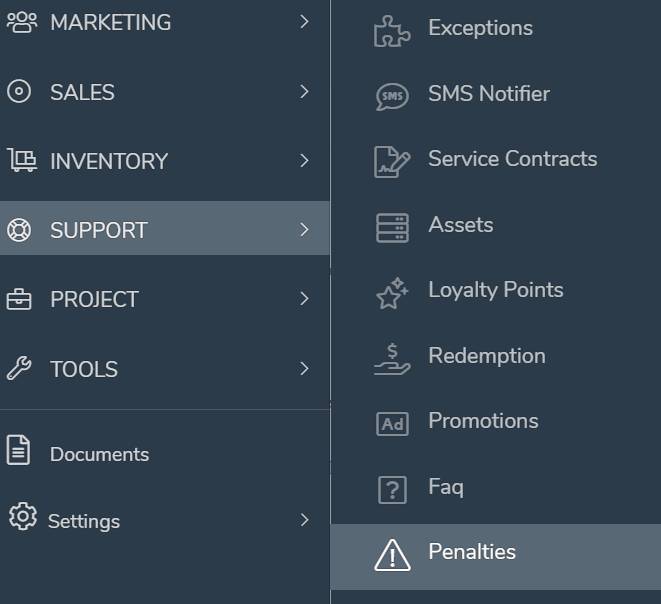 MARKETING
SALES
INVENTORY
SUPPORT
PROJECT
TOOLS
Documents
Settings
Exceptions
SMS
SMS Notifier
Service Contracts
Assets
Loyalty Points
$
Redemption
Ad
Promotions
?
Faq
!
Penalties